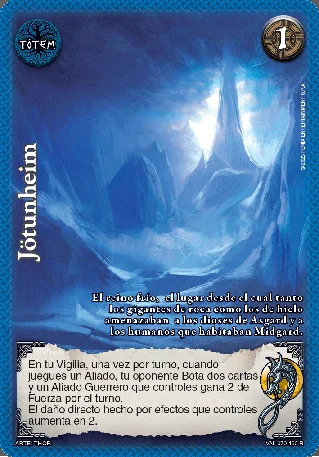 TÓTEM
1
Jötunheim
El reino frío, el lugar desde el cual tanto
los gigantes de roca como los de hielo
amenazaban a los dioses de Asgard y a
los humanos que habitaban Midgard.
En tu Vigilia, una vez por turno, cuando
juegues un Aliado, tu oponente Bota dos cartas
y un Aliado Guerrero que controles gana 2 de
Fuerza por el turno.
El daño directo hecho por efectos que controles
aumenta en 2.